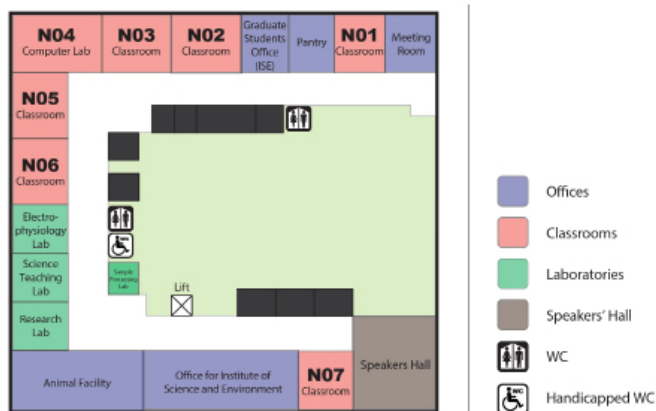 N04
Computer Lab
N03
Classroom
N02
Classroom
Graduate
Students
Office
(ISE)
Pantry
N01
Classroom
Meeting
Room
N05
Classroom
N06
Classroom
Electro-
physiology
Lab
Science
Teaching
Lab
Research
Lab
WC
Sample
Processing
Lab
Lift
Animal Facility
Office for Institute of
Science and Environment
N07
Classroom
Speakers Hall
Offices
Classrooms
Laboratories
Speakers' Hall
WC
WC
Handicapped WC